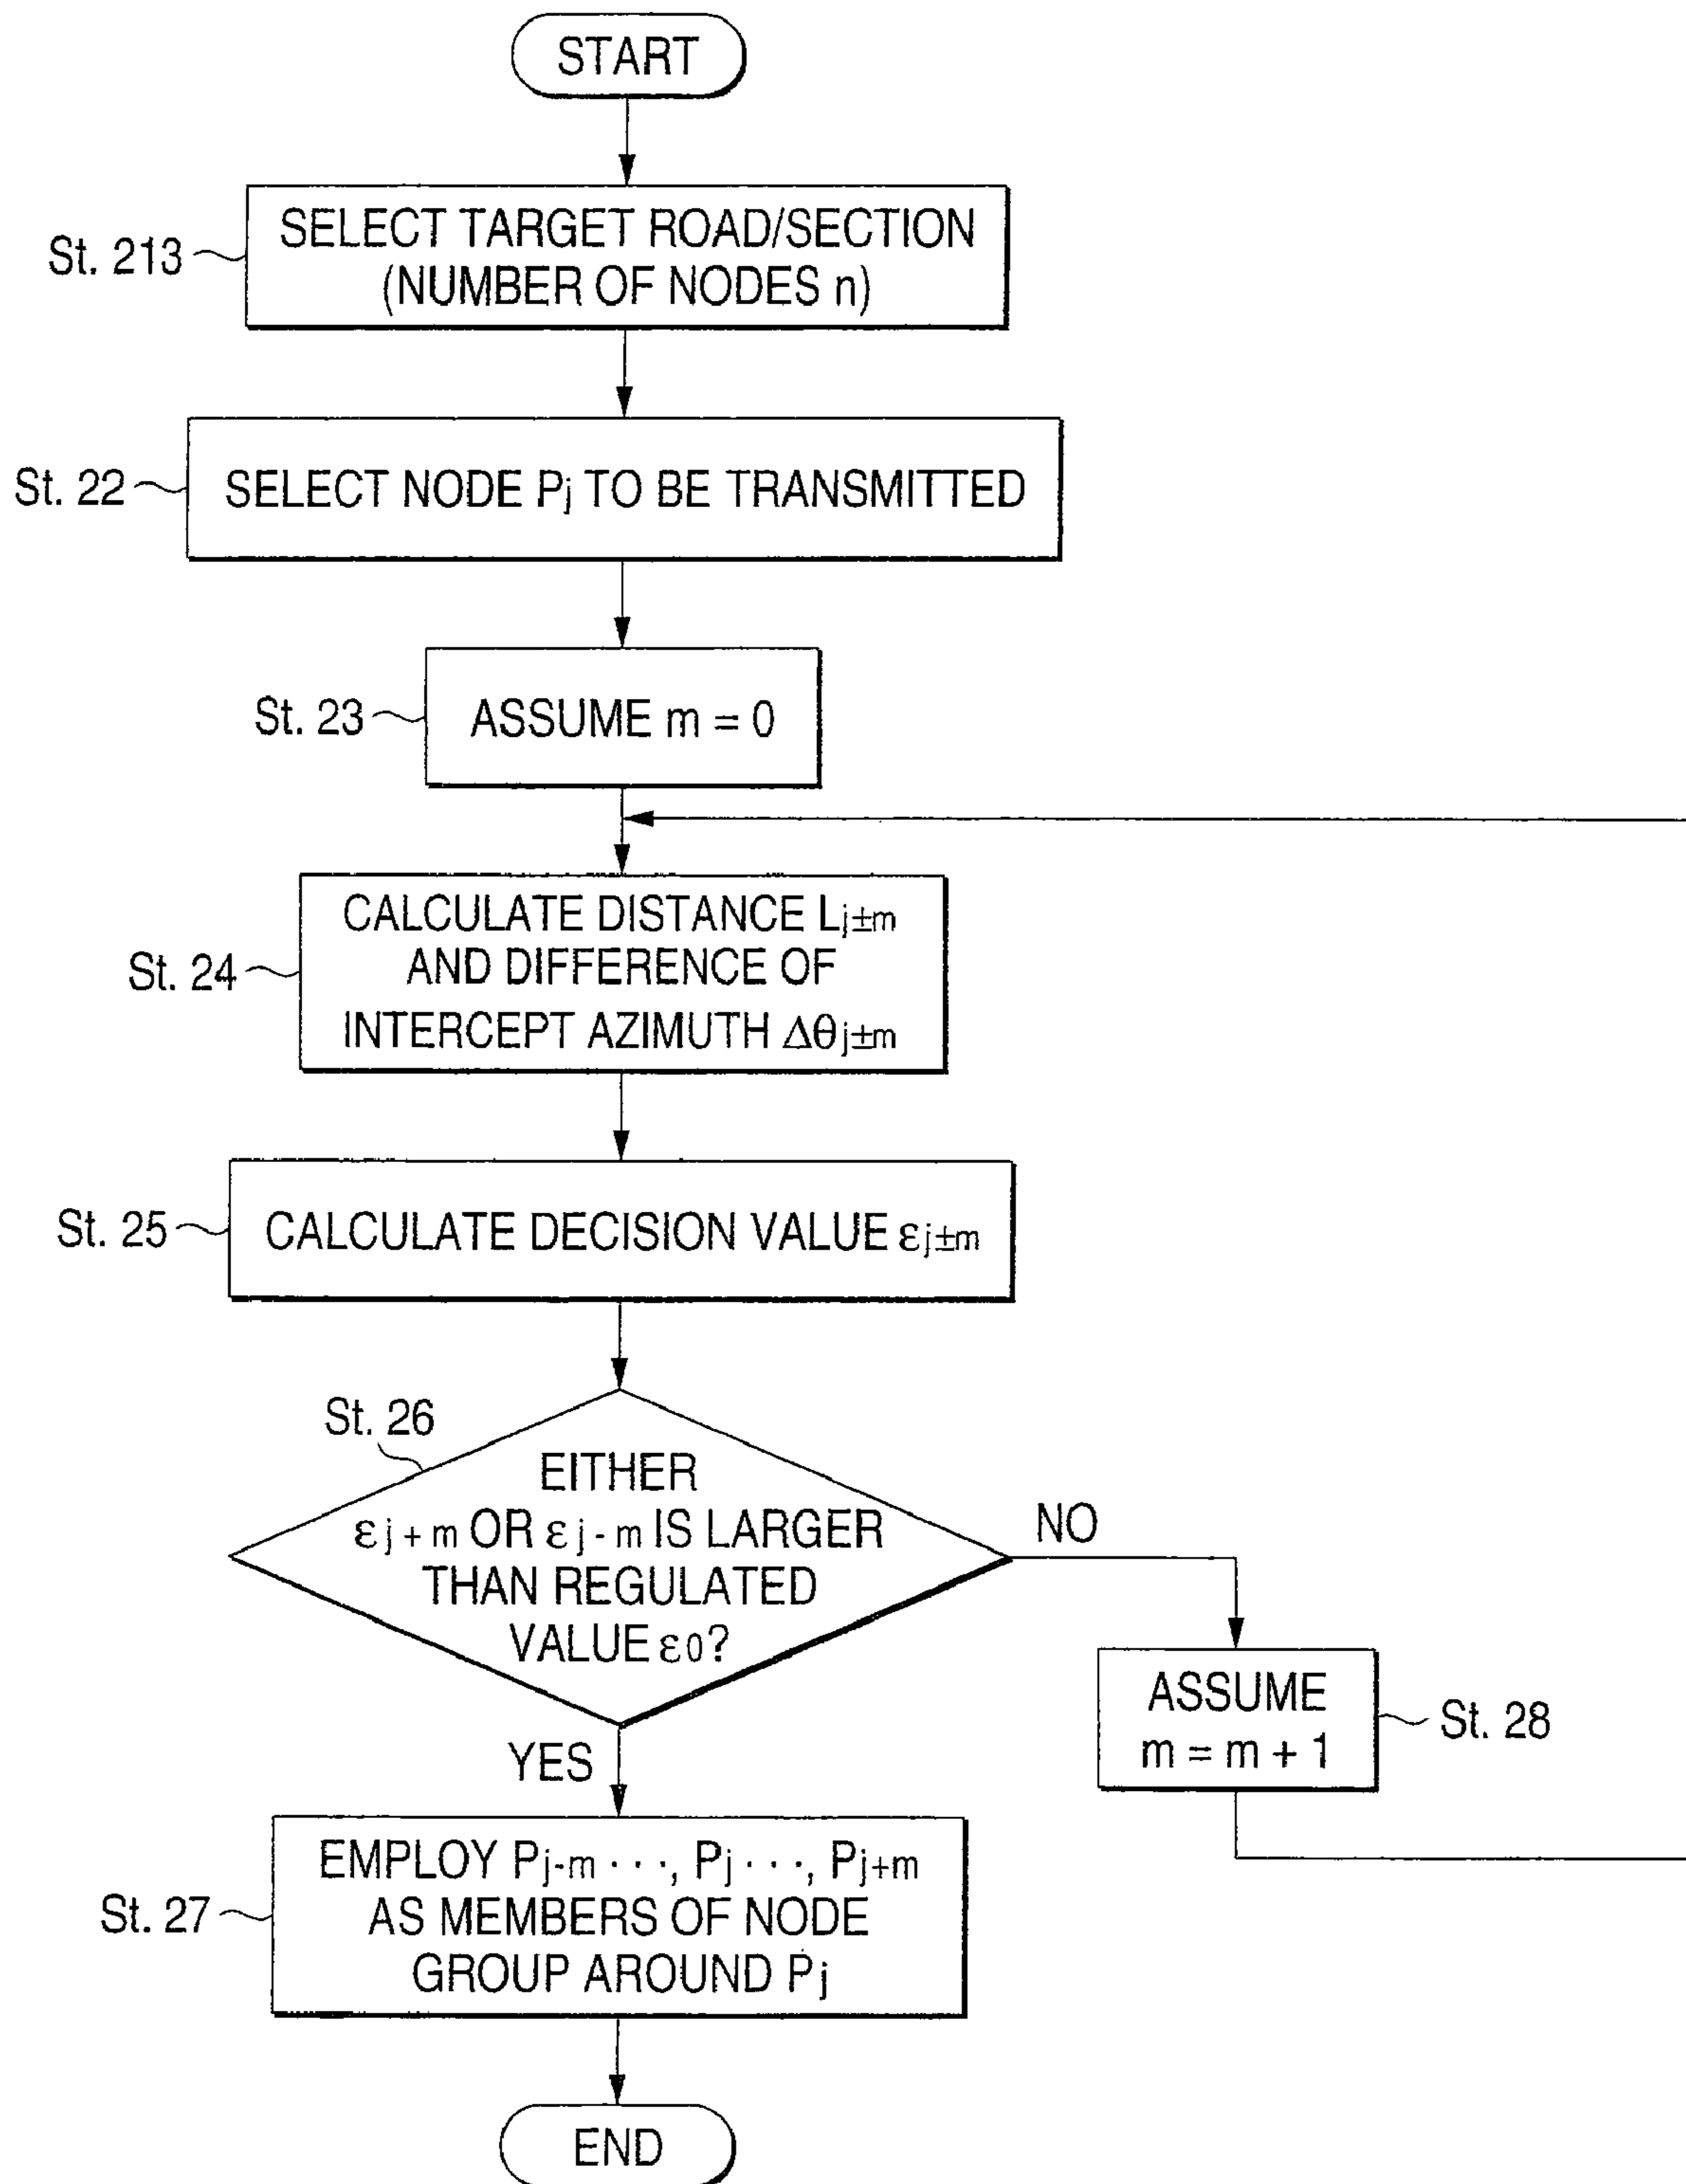 START
St. 213
SELECT TARGET ROAD/SECTION
(NUMBER OF NODES n)
St. 22
SELECT NODE Pj TO BE TRANSMITTED
St. 23
ASSUME m = 0
St. 24
CALCULATE DISTANCE Lj±m
AND DIFFERENCE OF
INTERCEPT AZIMUTH Δθj±m
St. 25
CALCULATE DECISION VALUE εj±m
St. 26
EITHER
εj + m OR εj - m IS LARGER
THAN REGULATED
VALUE ε0?
NO
YES
ASSUME
m = m + 1
St. 28
St. 27
EMPLOY Pj-m · · ·, Pj · · ·, Pj+m
AS MEMBERS OF NODE
GROUP AROUND Pj
END